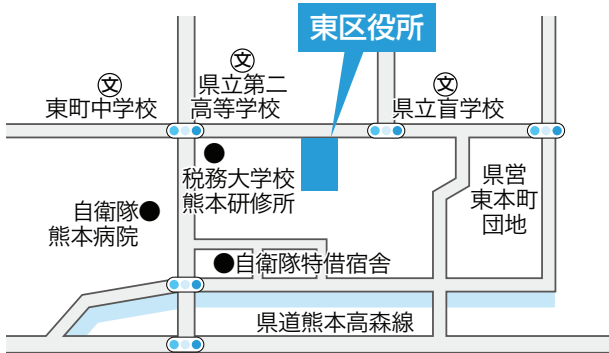 東区役所
文
県立第二
高等学校
文
東町中学校
文
県立盲学校
税務大学校
熊本研修所
県営
東本町
団地
自衛隊
熊本病院
自衛隊特借宿舎
県道熊本高森線